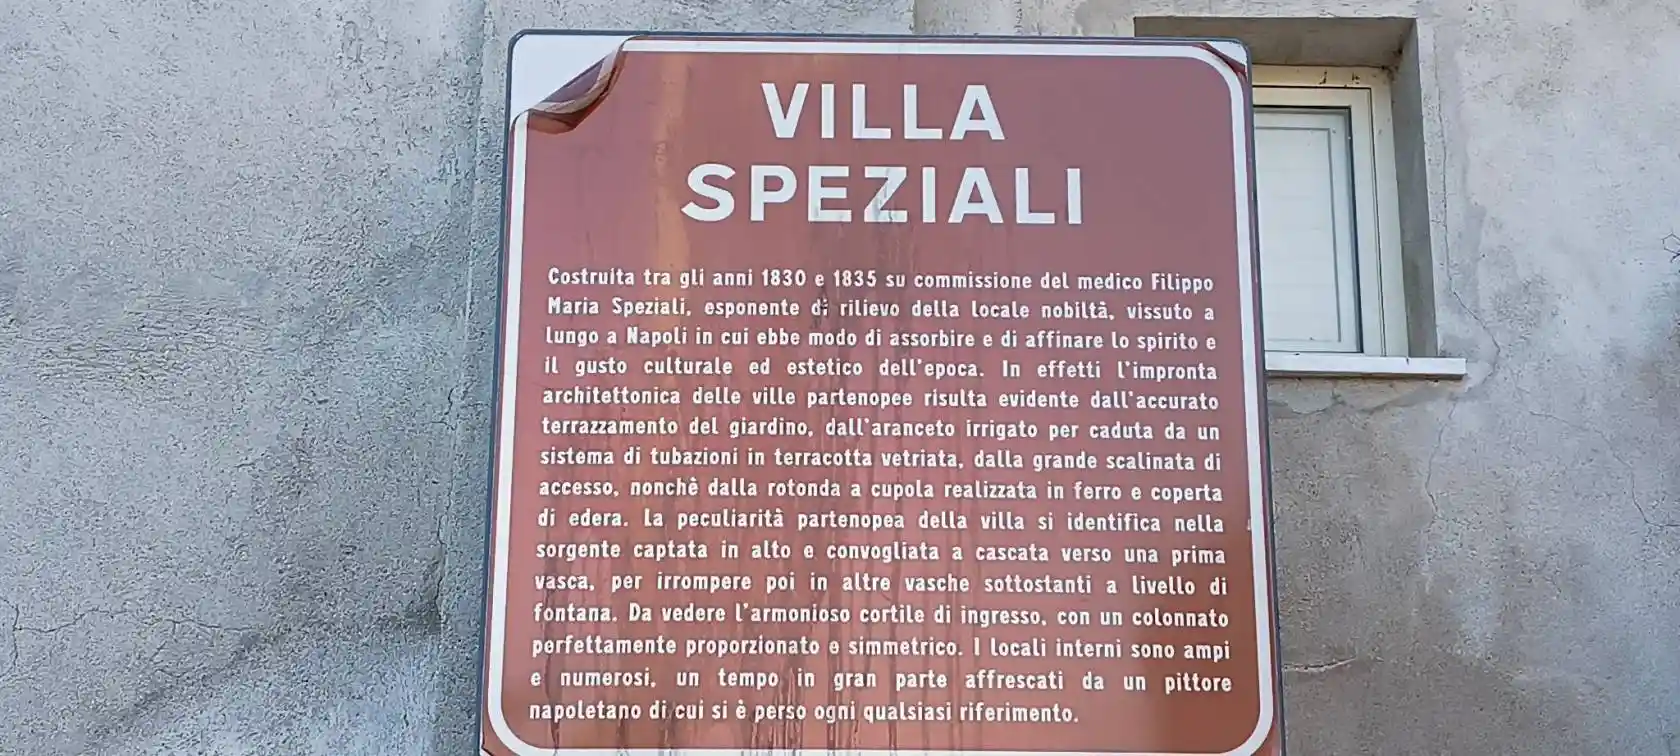 VILLA
SPEZIALI
Costruita tra gli anni 1830 e 1835 su commissione del medico Filippo
Maria Speziali, esponente di rilievo della locale nobiltà, vissuto a
lungo a Napoli in cui ebbe modo di assorbire e di affinare lo spirito e
il gusto culturale ed estetico dell'epoca. In effetti l'impronta
architettonica delle ville partenopee risulta evidente dall'accurato
terrazzamento del giardino, dall'aranceto irrigato per caduta da un
sistema di tubazioni in terracotta vetriata, dalla grande scalinata di
accesso, nonchè dalla rotonda a cupola realizzata in ferro e coperta
di edera. La peculiarità partenopea della villa si identifica nella
sorgente captata in alto e convogliata a cascata verso una prima
vasca, per irrompere poi in altre vasche sottostanti a livello di
fontana. Da vedere l'armonioso cortile di ingresso, con un colonnato
perfettamente proporzionato e simmetrico. I locali interni sono ampi
e numerosi, un tempo in gran parte affrescati da un pittore
napoletano di cui si è perso ogni qualsiasi riferimento.